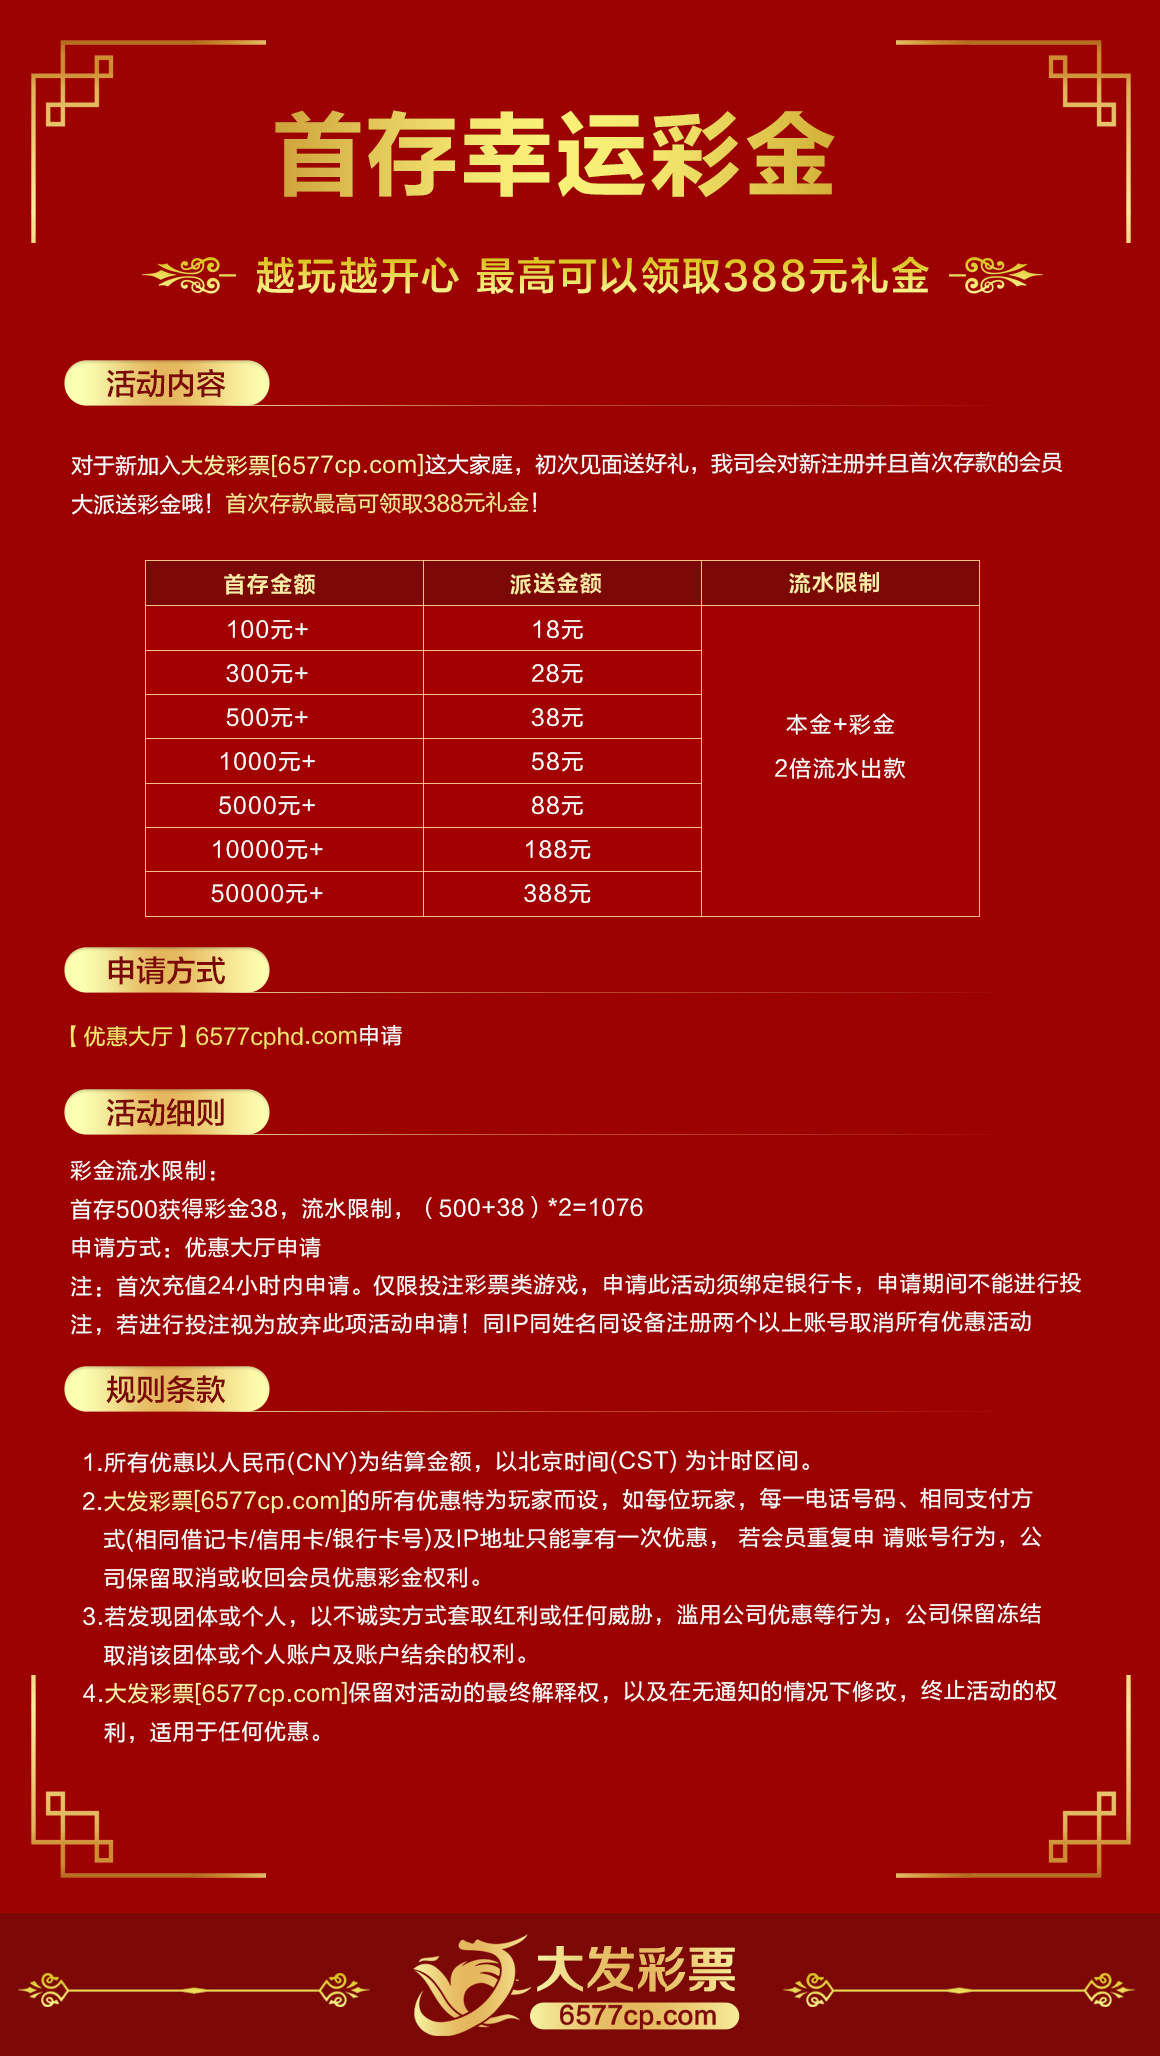 首存幸运彩金
越玩越开心 最高可以领取388元礼金
活动内容
对于新加入大发彩票[6577cp.com]这大家庭，初次见面送好礼，我司会对新注册并且首次存款的会员
大派送彩金哦！首次存款最高可领取388元礼金！
首存金额 派送金额 流水限制
100元+ 18元
300元+ 28元
500元+ 38元
本金+彩金
1000元+ 58元
2倍流水出款
5000元+ 88元
10000元+ 188元
50000元+ 388元
申请方式
【优惠大厅】6577cphd.com申请
活动细则
彩金流水限制：
首存500获得彩金38，流水限制，（500+38）*2=1076
申请方式：优惠大厅申请
注：首次充值24小时内申请。仅限投注彩票类游戏，申请此活动须绑定银行卡，申请期间不能进行投
注，若进行投注视为放弃此项活动申请！同IP同姓名同设备注册两个以上账号取消所有优惠活动
规则条款
1.所有优惠以人民币(CNY)为结算金额，以北京时间(CST) 为计时区间。
2.大发彩票[6577cp.com]的所有优惠特为玩家而设，如每位玩家，每一电话号码、相同支付方
式(相同借记卡/信用卡/银行卡号)及IP地址只能享有一次优惠， 若会员重复申 请账号行为，公
司保留取消或收回会员优惠彩金权利。
3.若发现团体或个人，以不诚实方式套取红利或任何威胁，滥用公司优惠等行为，公司保留冻结
取消该团体或个人账户及账户结余的权利。
4.大发彩票[6577cp.com]保留对活动的最终解释权，以及在无通知的情况下修改，终止活动的权
利，适用于任何优惠。
大发彩票
6577cp.com